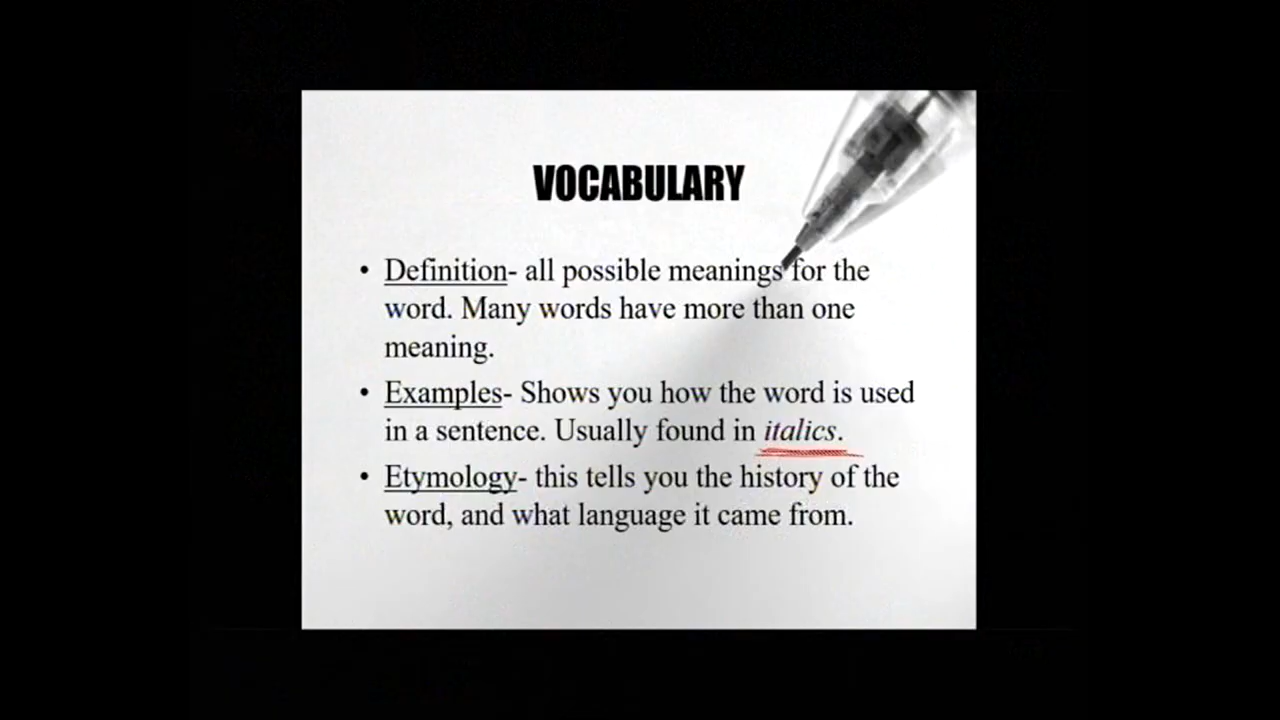 VOCABULARY
• Definition- all possible meanings for the
word. Many words have more than one
meaning.
• Examples- Shows you how the word is used
in a sentence. Usually found in italics.
• Etymology- this tells you the history of the
word, and what language it came from.